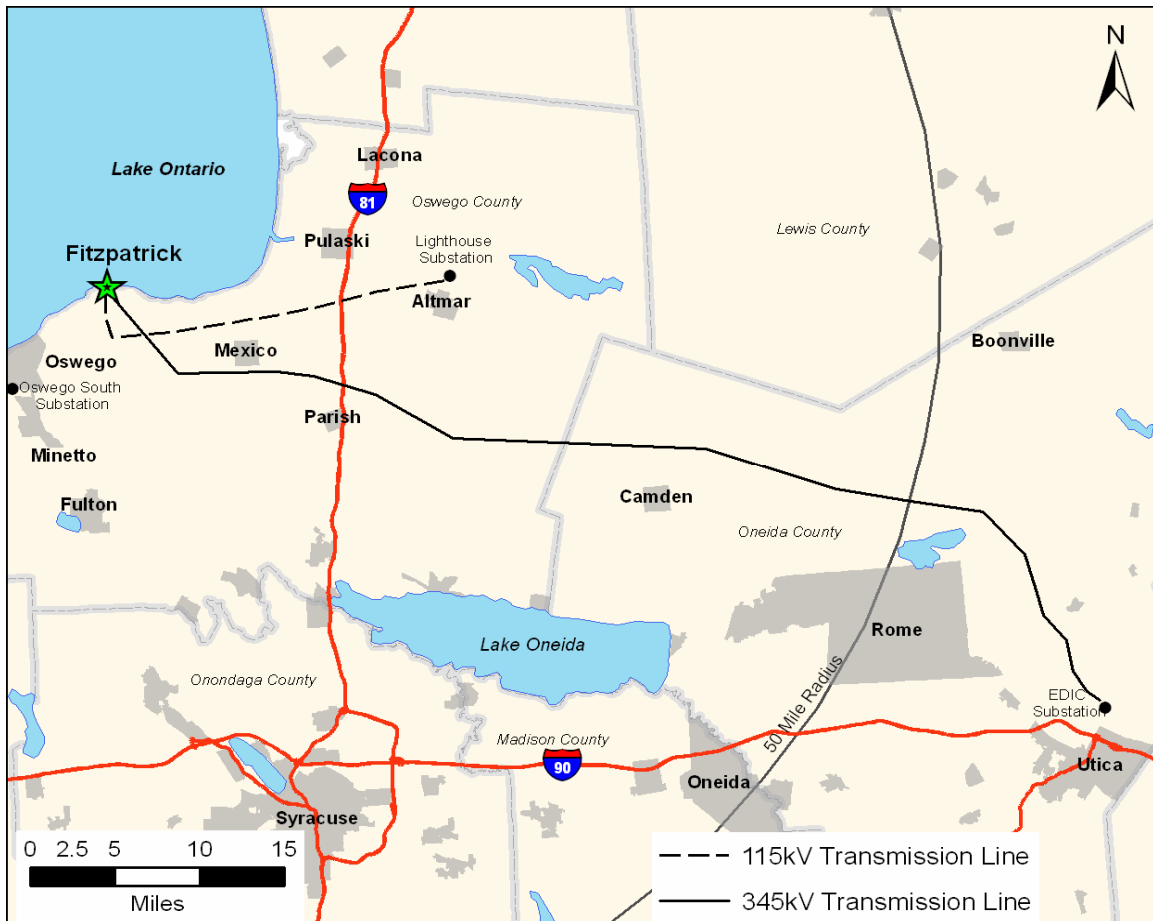 N
Lacona
Lake Ontario
81
Oswego County
Lewis County
Pulaski
Lighthouse
Substation
Fitzpatrick
Altmar
Boonville
Mexico
Oswego
Oswego South
Substation
Parish
Minetto
Fulton
Camden
Oneida County
Rome
Lake Oneida
Onondaga County
50 Mile Radius
EDIC
Substation
Madison County
90
Oneida
Utica
Syracuse
0 2.5 5 10 15
Miles
115kV Transmission Line
345kV Transmission Line